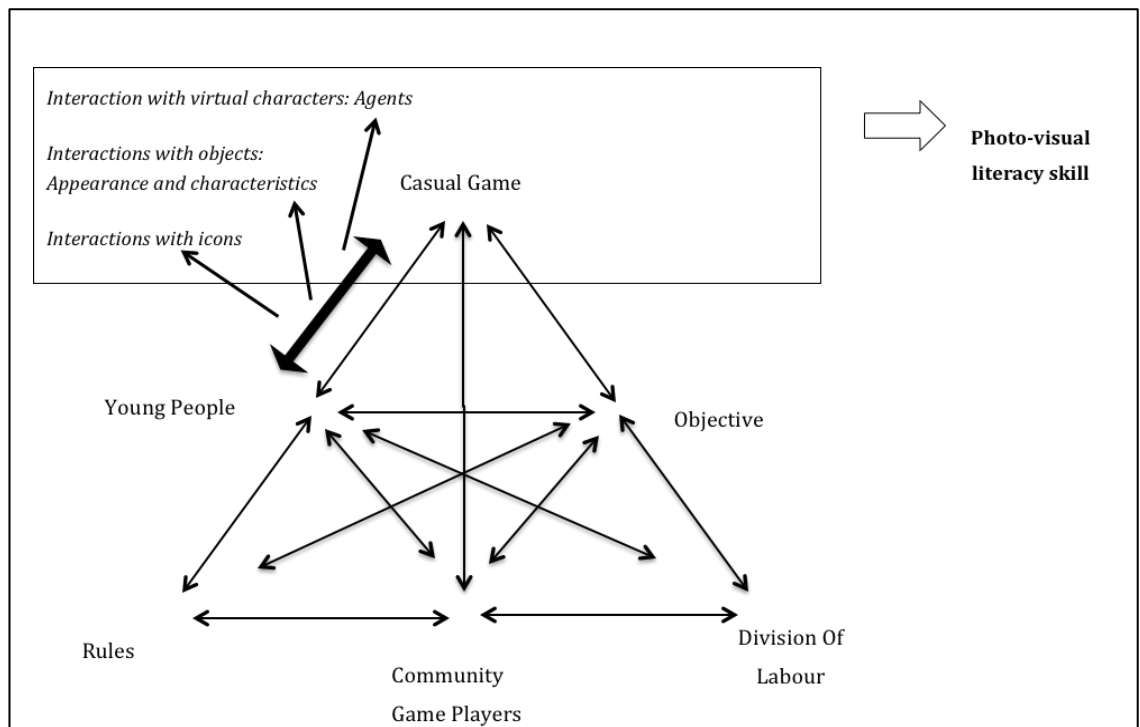 Interaction with virtual characters: Agents
Interactions with objects:
Appearance and characteristics
Interactions with icons
Photo-visual
literacy skill
Casual Game
Young People
Objective
Rules
Community
Game Players
Division Of
Labour